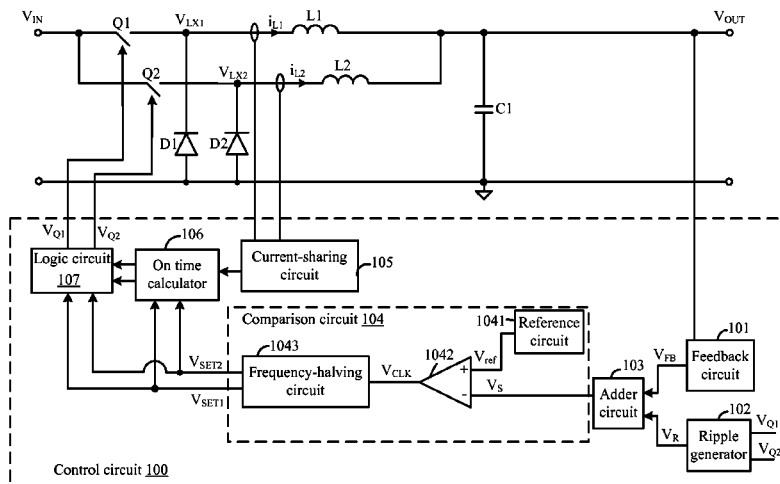 V_IN
Q1
V_LX1
i_L1
L1
V_OUT
Q2
V_LX2
i_L2
L2
C1
D1
D2
V_Q1
V_Q2
106
Logic circuit
107
On time
calculator
Current-sharing
circuit
105
Comparison circuit 104
1041
Reference
circuit
101
Feedback
circuit
1043
Frequency-halving
circuit
V_SET2
V_SET1
V_CLK
1042
+
-
V_ref
V_S
103
Adder
circuit
V_FB
102
Ripple
generator
V_R
V_Q1
V_Q2
Control circuit 100